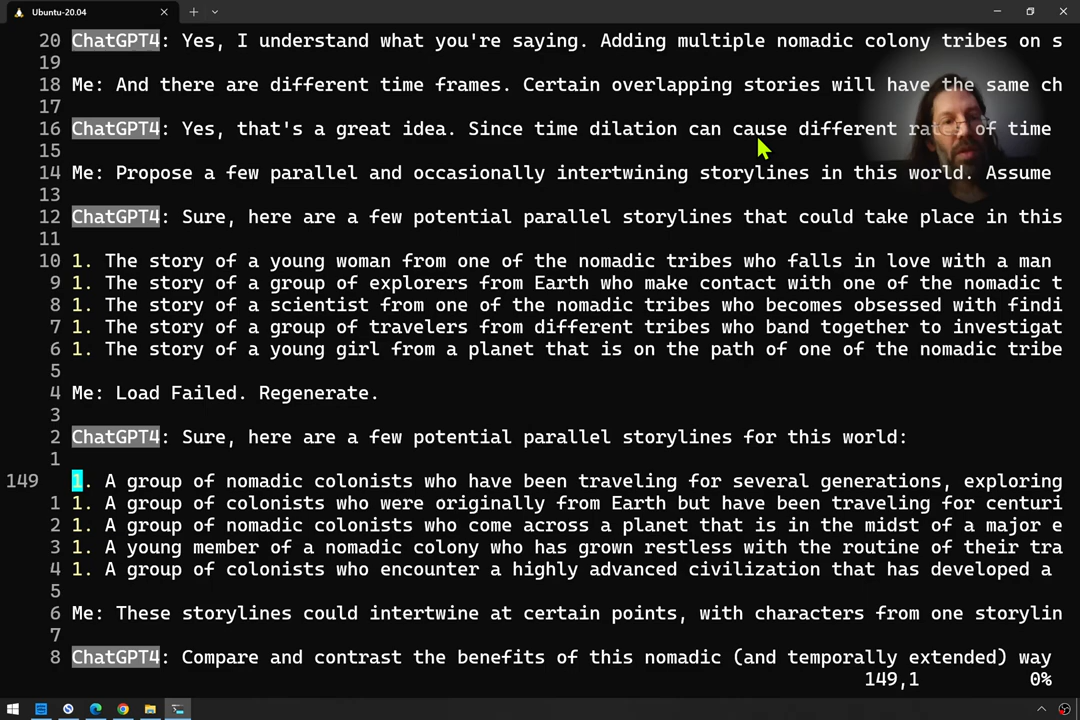 Ubuntu-20.04
20 ChatGPT4: Yes, I understand what you're saying. Adding multiple nomadic colony tribes on s
19
18 Me: And there are different time frames. Certain overlapping stories will have the same ch
17
16 ChatGPT4: Yes, that's a great idea. Since time dilation can cause different rates of time
15
14 Me: Propose a few parallel and occasionally intertwining storylines in this world. Assume
13
12 ChatGPT4: Sure, here are a few potential parallel storylines that could take place in this
11
10 1. The story of a young woman from one of the nomadic tribes who falls in love with a man
9 1. The story of a group of explorers from Earth who make contact with one of the nomadic t
8 1. The story of a scientist from one of the nomadic tribes who becomes obsessed with findi
7 1. The story of a group of travelers from different tribes who band together to investigat
6 1. The story of a young girl from a planet that is on the path of one of the nomadic tribe
5
4 Me: Load Failed. Regenerate.
3
2 ChatGPT4: Sure, here are a few potential parallel storylines for this world:
1
149 1. A group of nomadic colonists who have been traveling for several generations, exploring
1 1. A group of colonists who were originally from Earth but have been traveling for centuri
2 1. A group of nomadic colonists who come across a planet that is in the midst of a major e
3 1. A young member of a nomadic colony who has grown restless with the routine of their tra
4 1. A group of colonists who encounter a highly advanced civilization that has developed a
5
6 Me: These storylines could intertwine at certain points, with characters from one storylin
7
8 ChatGPT4: Compare and contrast the benefits of this nomadic (and temporally extended) way
149,1 0%